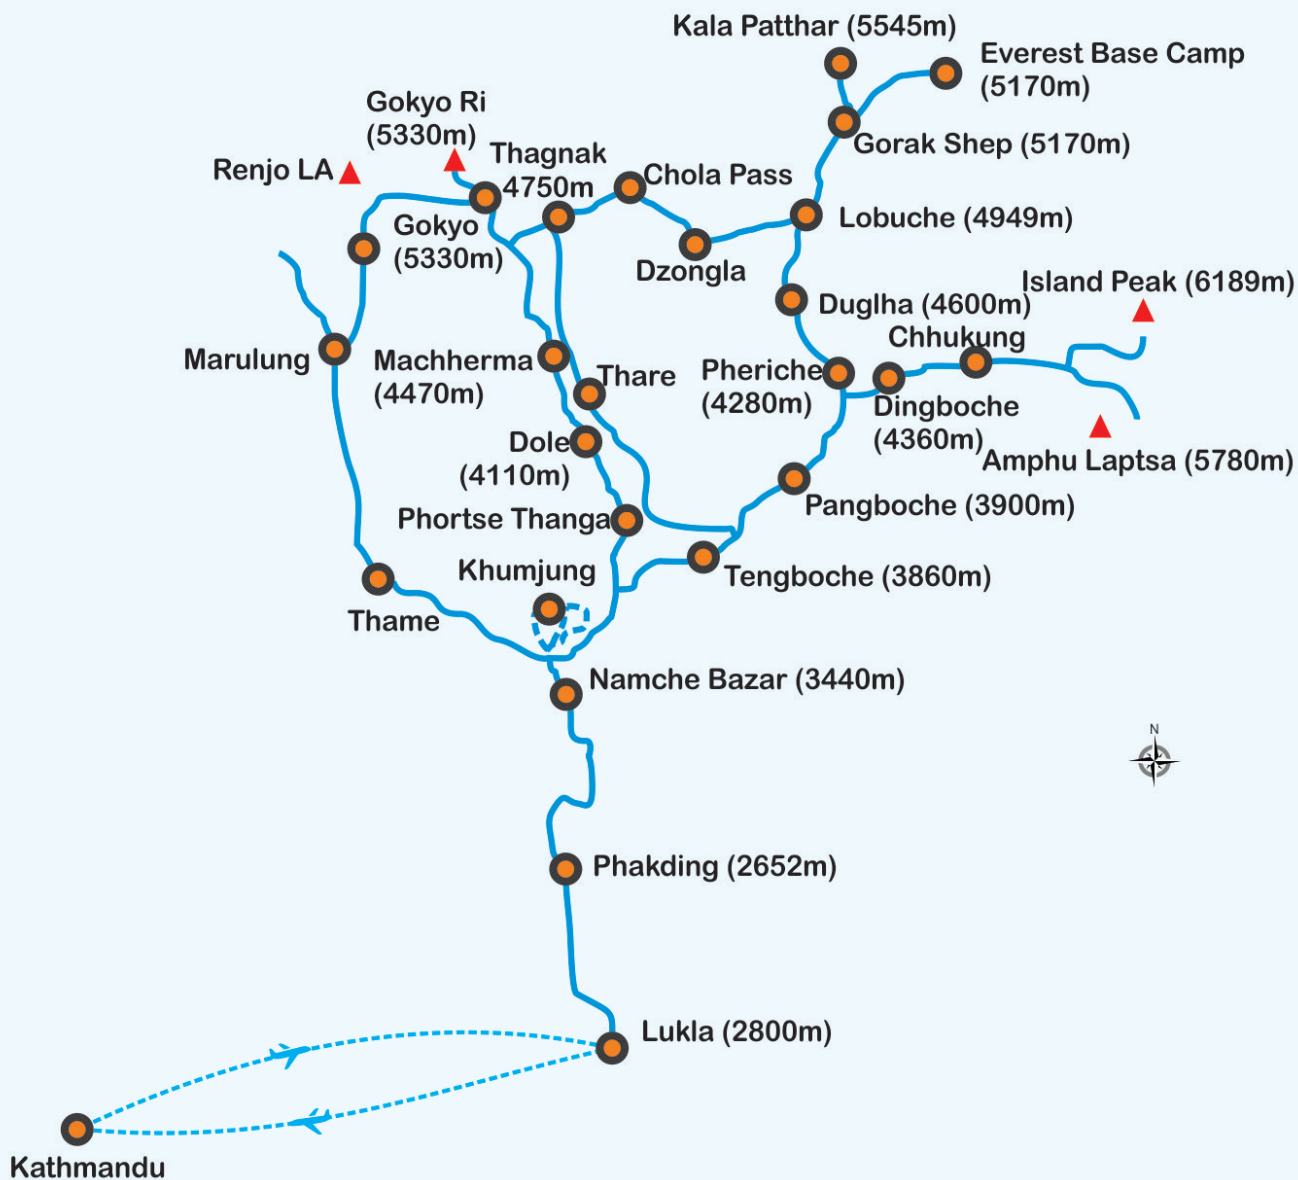 Kala Patthar (5545m)
Everest Base Camp
(5170m)
Gokyo Ri
(5330m)
Gorak Shep (5170m)
Thagnak
4750m
Renjo LA
Chola Pass
Gokyo
(5330m)
Lobuche (4949m)
Dzongla
Island Peak (6189m)
Duglha (4600m)
Chhukung
Marulung
Machherma
(4470m)
Thare
Pheriche
(4280m)
Dingboche
(4360m)
Dole
(4110m)
Amphu Laptsa (5780m)
Pangboche (3900m)
Phortse Thanga
Khumjung
Tengboche (3860m)
Thame
Namche Bazar (3440m)
N
Phakding (2652m)
Lukla (2800m)
Kathmandu